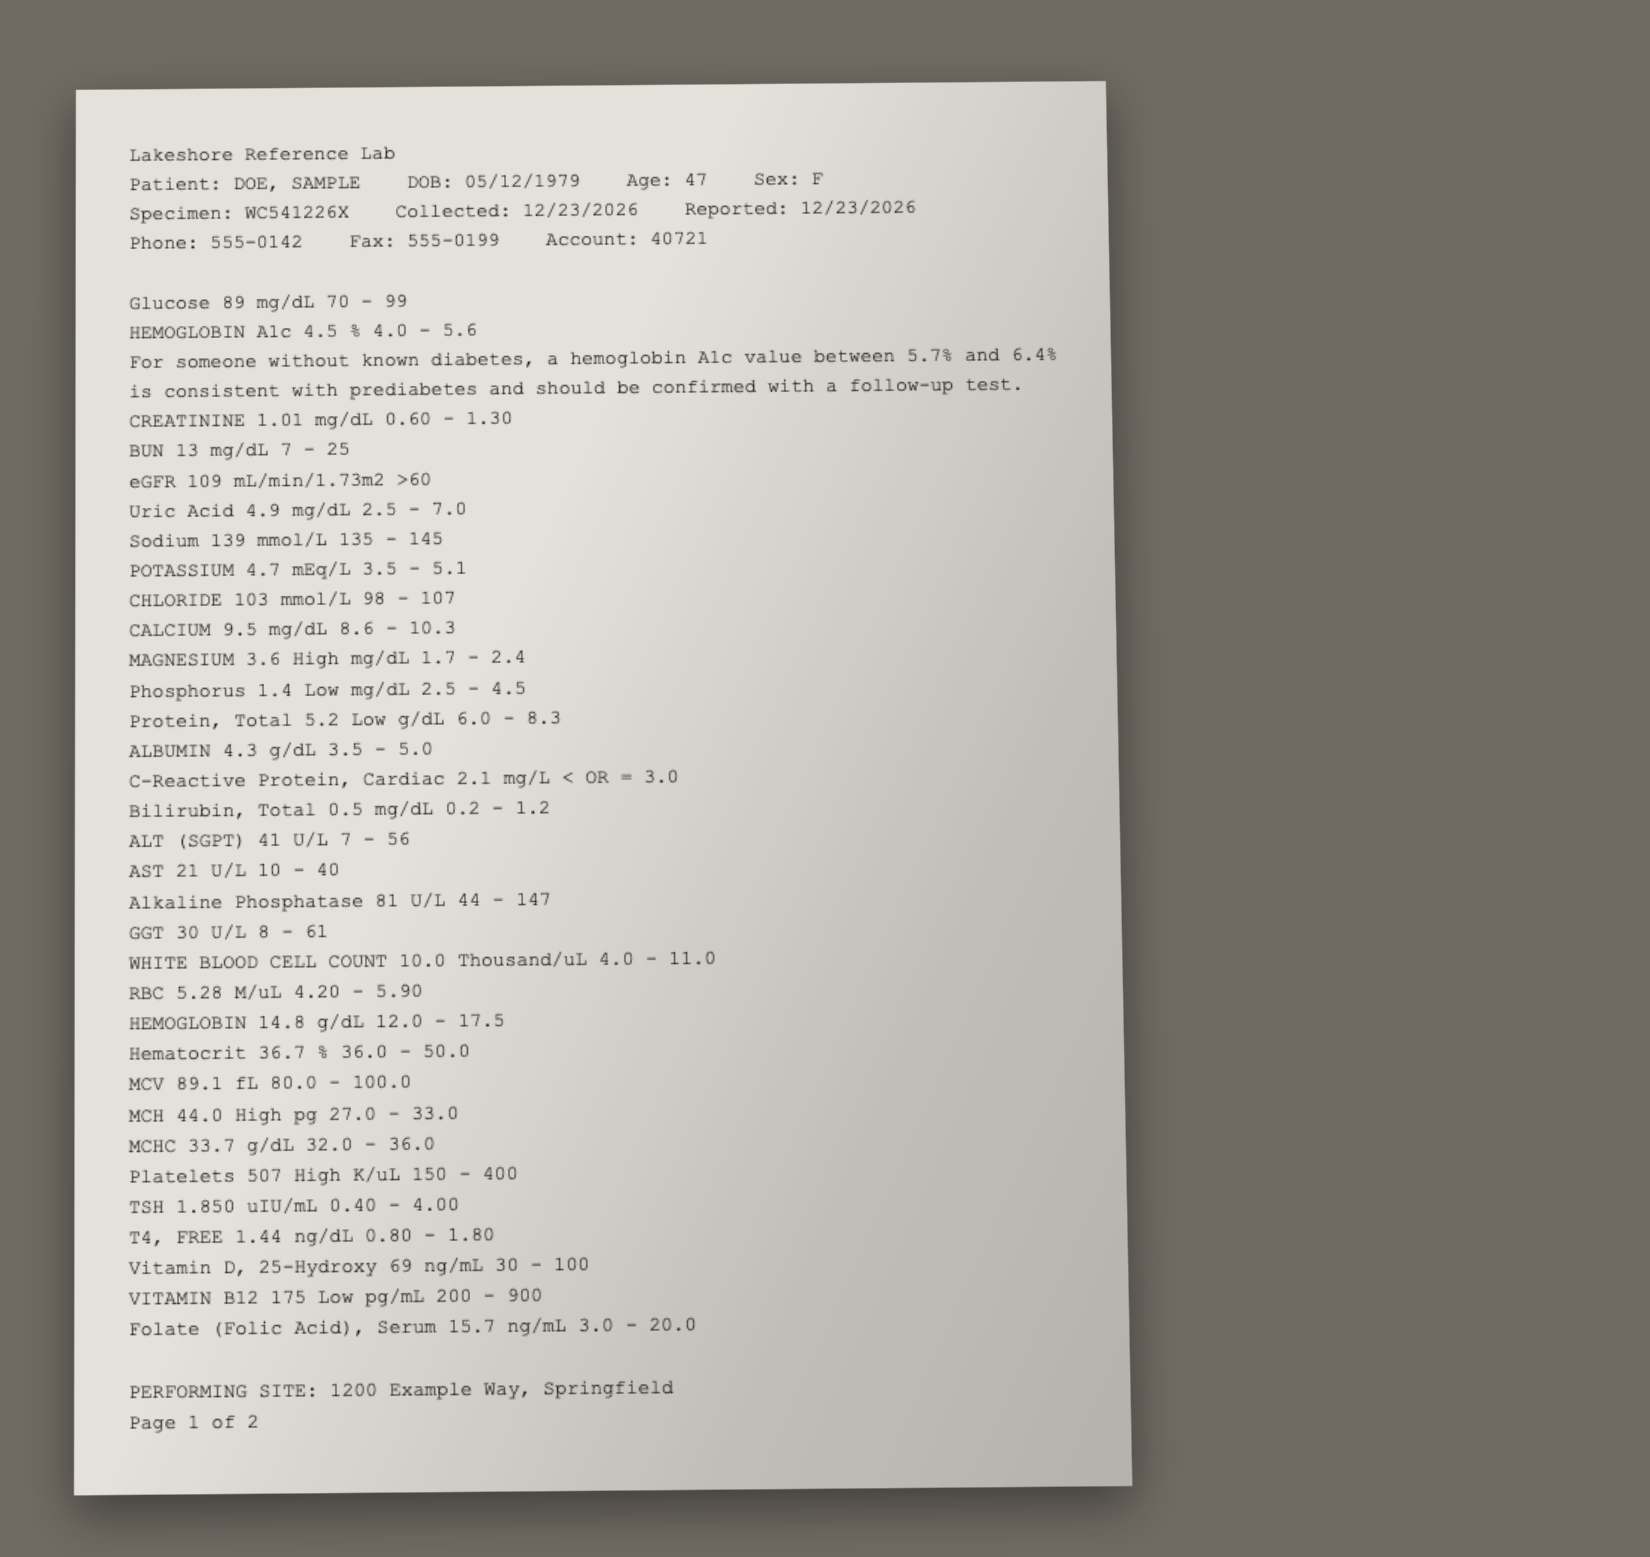 Lakeshore Reference Lab
Patient: DOE, SAMPLE    DOB: 05/12/1979    Age: 47    Sex: F
Specimen: WC541226X    Collected: 12/23/2026    Reported: 12/23/2026
Phone: 555-0142    Fax: 555-0199    Account: 40721
Glucose 89 mg/dL 70 - 99
HEMOGLOBIN A1c 4.5 % 4.0 - 5.6
For someone without known diabetes, a hemoglobin A1c value between 5.7% and 6.4%
is consistent with prediabetes and should be confirmed with a follow-up test.
CREATININE 1.01 mg/dL 0.60 - 1.30
BUN 13 mg/dL 7 - 25
eGFR 109 mL/min/1.73m2 >60
Uric Acid 4.9 mg/dL 2.5 - 7.0
Sodium 139 mmol/L 135 - 145
POTASSIUM 4.7 mEq/L 3.5 - 5.1
CHLORIDE 103 mmol/L 98 - 107
CALCIUM 9.5 mg/dL 8.6 - 10.3
MAGNESIUM 3.6 High mg/dL 1.7 - 2.4
Phosphorus 1.4 Low mg/dL 2.5 - 4.5
Protein, Total 5.2 Low g/dL 6.0 - 8.3
ALBUMIN 4.3 g/dL 3.5 - 5.0
C-Reactive Protein, Cardiac 2.1 mg/L < OR = 3.0
Bilirubin, Total 0.5 mg/dL 0.2 - 1.2
ALT (SGPT) 41 U/L 7 - 56
AST 21 U/L 10 - 40
Alkaline Phosphatase 81 U/L 44 - 147
GGT 30 U/L 8 - 61
WHITE BLOOD CELL COUNT 10.0 Thousand/uL 4.0 - 11.0
RBC 5.28 M/uL 4.20 - 5.90
HEMOGLOBIN 14.8 g/dL 12.0 - 17.5
Hematocrit 36.7 % 36.0 - 50.0
MCV 89.1 fL 80.0 - 100.0
MCH 44.0 High pg 27.0 - 33.0
MCHC 33.7 g/dL 32.0 - 36.0
Platelets 507 High K/uL 150 - 400
TSH 1.850 uIU/mL 0.40 - 4.00
T4, FREE 1.44 ng/dL 0.80 - 1.80
Vitamin D, 25-Hydroxy 69 ng/mL 30 - 100
VITAMIN B12 175 Low pg/mL 200 - 900
Folate (Folic Acid), Serum 15.7 ng/mL 3.0 - 20.0
PERFORMING SITE: 1200 Example Way, Springfield
Page 1 of 2